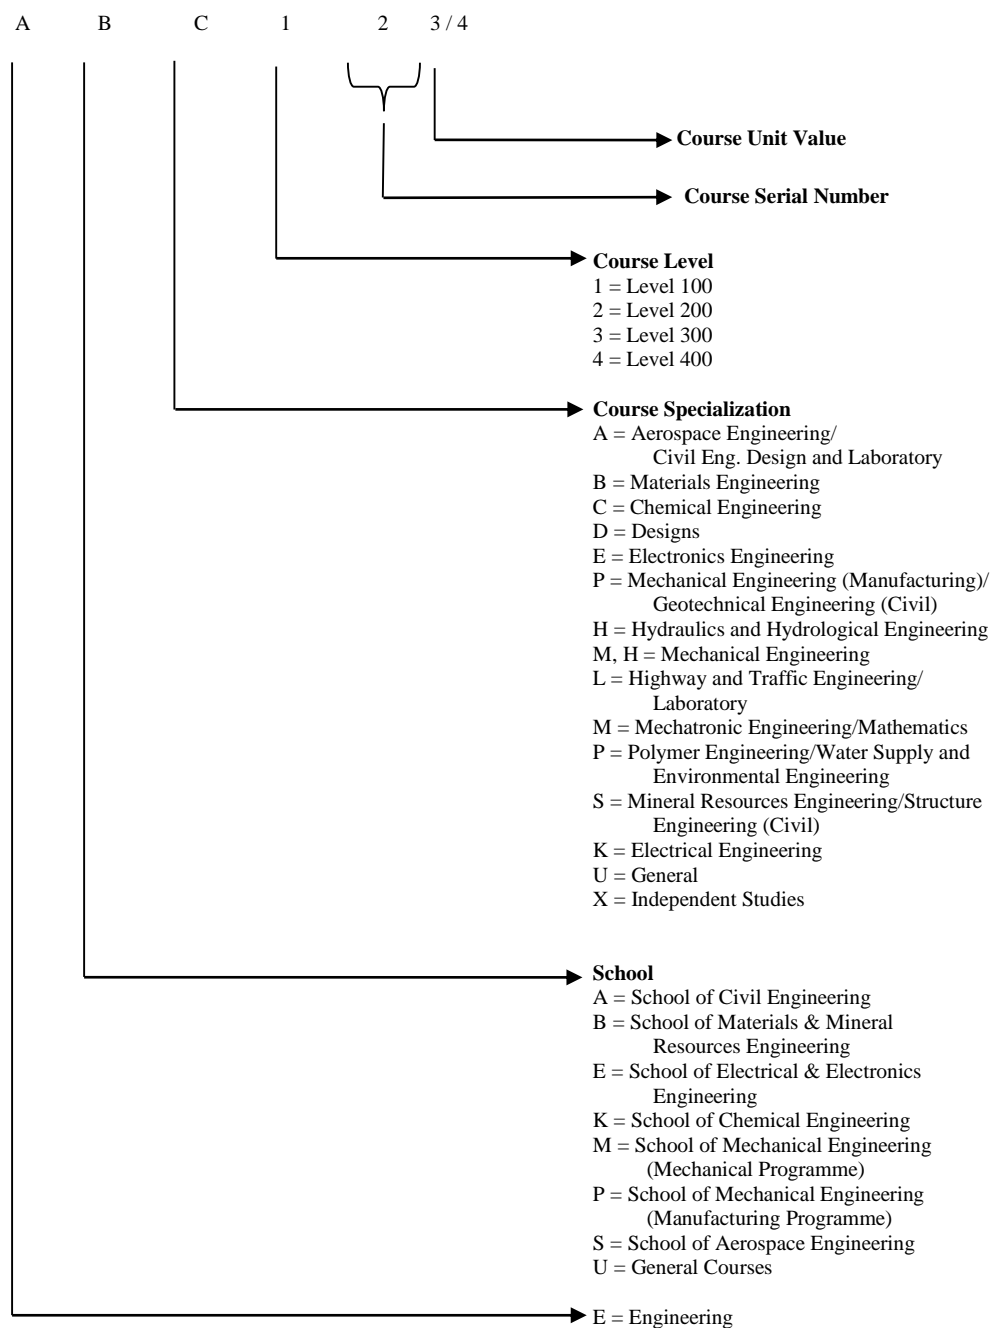 A B C 1 2 3 / 4
Course Unit Value
Course Serial Number
Course Level
1 = Level 100
2 = Level 200
3 = Level 300
4 = Level 400
Course Specialization
A = Aerospace Engineering/
Civil Eng. Design and Laboratory
B = Materials Engineering
C = Chemical Engineering
D = Designs
E = Electronics Engineering
P = Mechanical Engineering (Manufacturing)/
Geotechnical Engineering (Civil)
H = Hydraulics and Hydrological Engineering
M, H = Mechanical Engineering
L = Highway and Traffic Engineering/
Laboratory
M = Mechatronic Engineering/Mathematics
P = Polymer Engineering/Water Supply and
Environmental Engineering
S = Mineral Resources Engineering/Structure
Engineering (Civil)
K = Electrical Engineering
U = General
X = Independent Studies
School
A = School of Civil Engineering
B = School of Materials & Mineral
Resources Engineering
E = School of Electrical & Electronics
Engineering
K = School of Chemical Engineering
M = School of Mechanical Engineering
(Mechanical Programme)
P = School of Mechanical Engineering
(Manufacturing Programme)
S = School of Aerospace Engineering
U = General Courses
E = Engineering